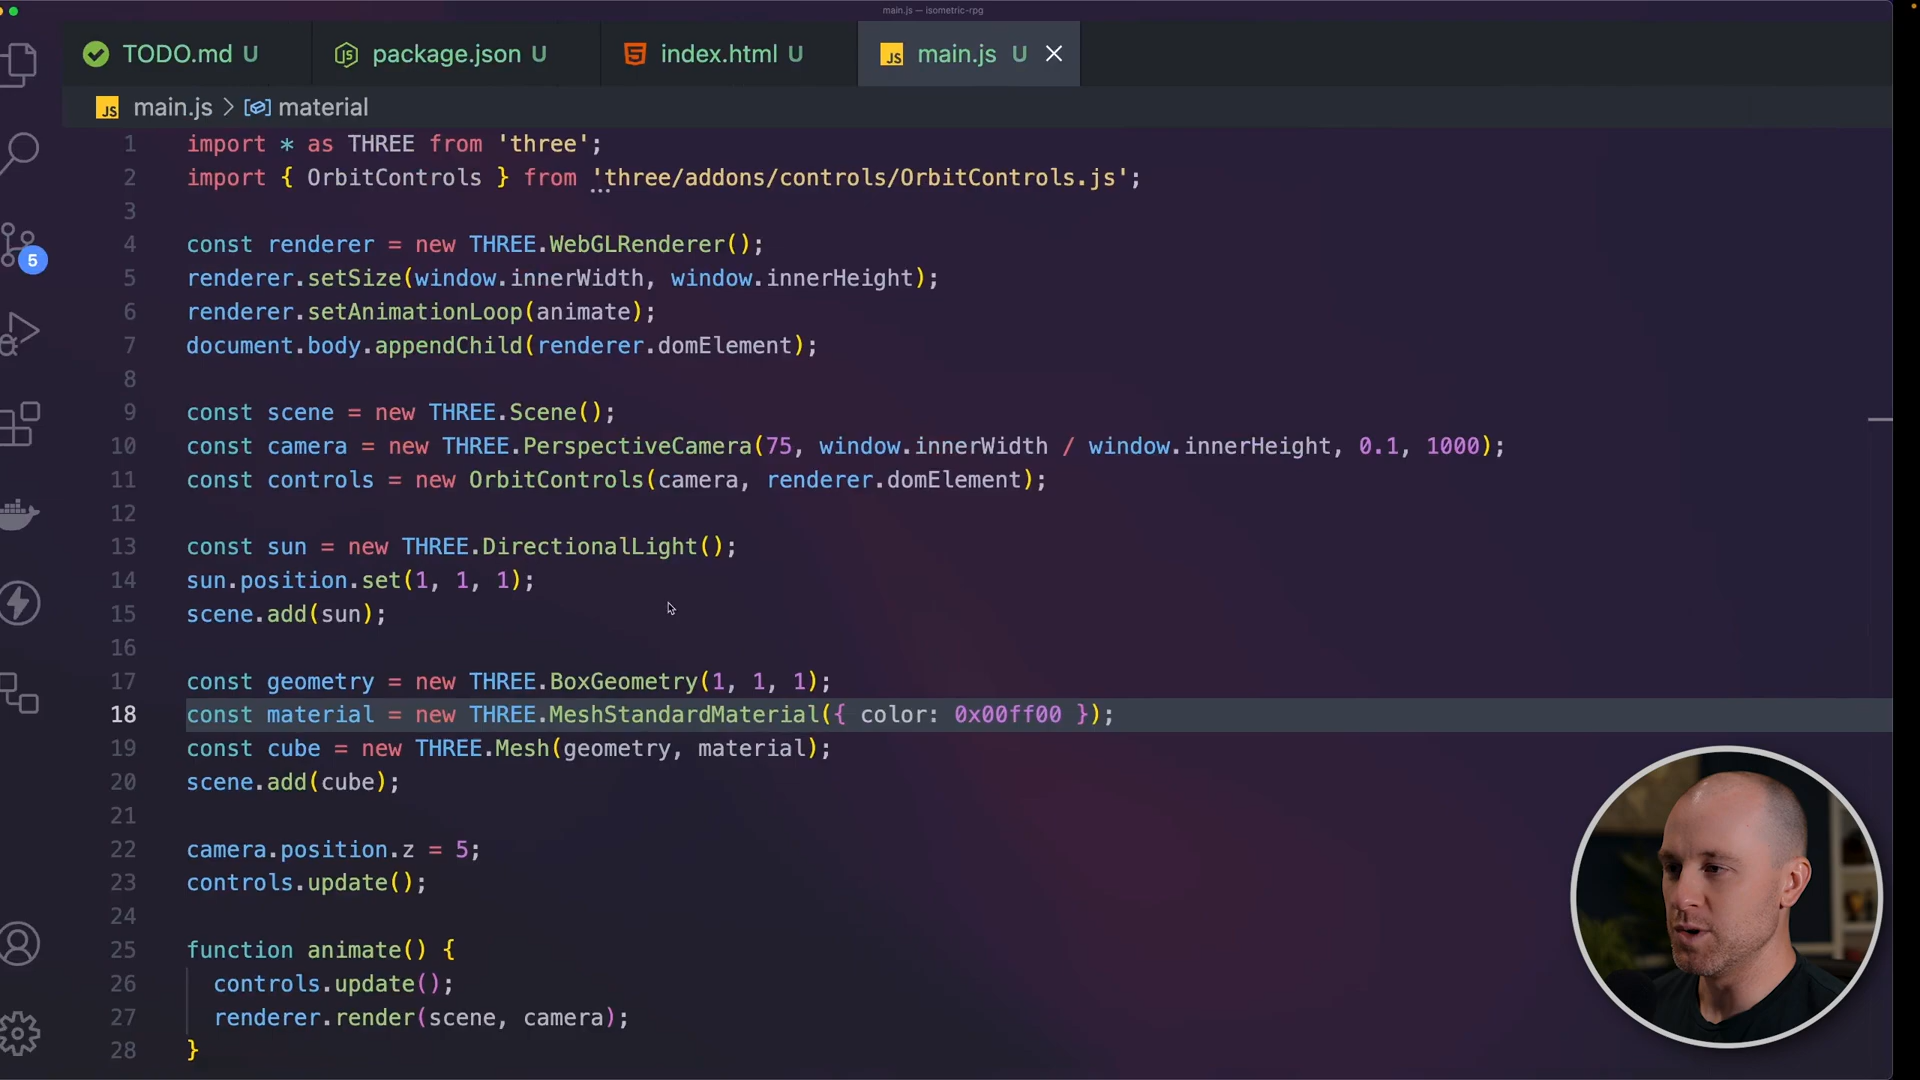 main.js — isometric-rpg
TODO.md U
package.json U
index.html U
JS main.js U
JS main.js > material
5
1 import * as THREE from 'three';
2 import { OrbitControls } from 'three/addons/controls/OrbitControls.js';
3
4 const renderer = new THREE.WebGLRenderer();
5 renderer.setSize(window.innerWidth, window.innerHeight);
6 renderer.setAnimationLoop(animate);
7 document.body.appendChild(renderer.domElement);
8
9 const scene = new THREE.Scene();
10 const camera = new THREE.PerspectiveCamera(75, window.innerWidth / window.innerHeight, 0.1, 1000);
11 const controls = new OrbitControls(camera, renderer.domElement);
12
13 const sun = new THREE.DirectionalLight();
14 sun.position.set(1, 1, 1);
15 scene.add(sun);
16
17 const geometry = new THREE.BoxGeometry(1, 1, 1);
18 const material = new THREE.MeshStandardMaterial({ color: 0x00ff00 });
19 const cube = new THREE.Mesh(geometry, material);
20 scene.add(cube);
21
22 camera.position.z = 5;
23 controls.update();
24
25 function animate() {
26 controls.update();
27 renderer.render(scene, camera);
28 }